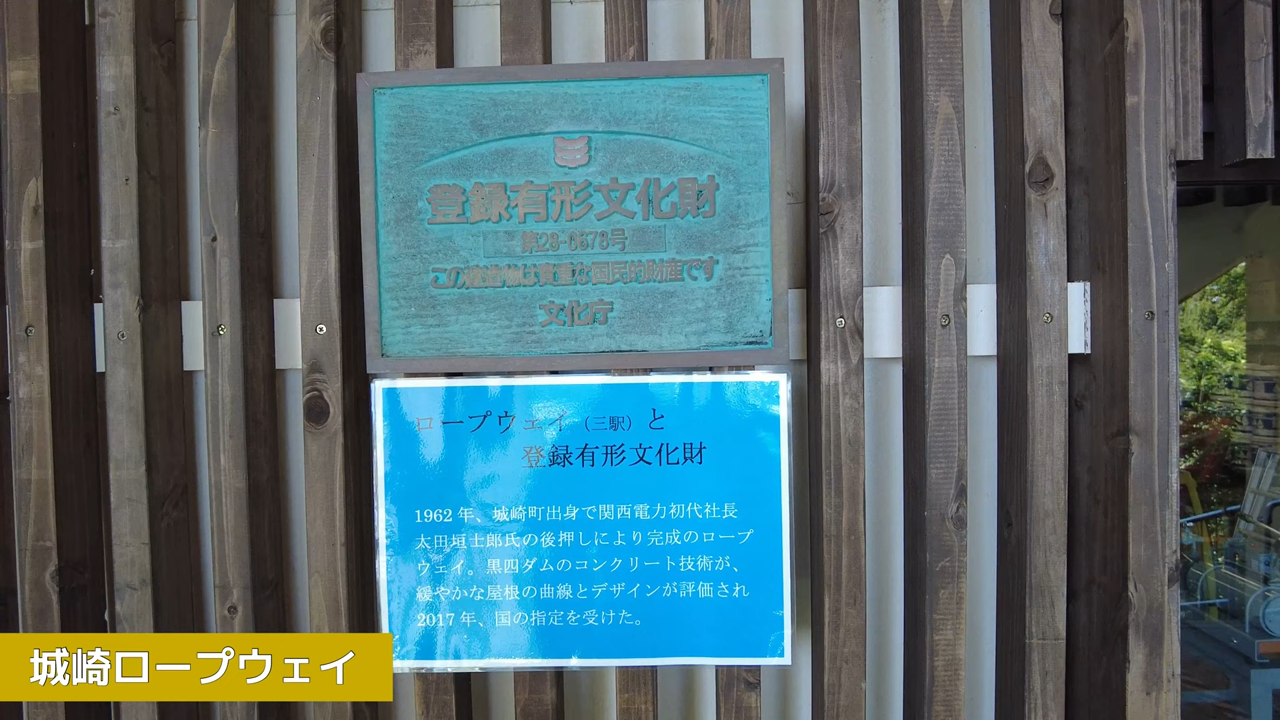 登録有形文化財
第28-0678号
この建造物は貴重な国民的財産です
文化庁
ロープウェイ（三駅）と
登録有形文化財
1962年、城崎町出身で関西電力初代社長
太田垣士郎氏の後押しにより完成のロープ
ウェイ。黒四ダムのコンクリート技術が、
緩やかな屋根の曲線とデザインが評価され
2017年、国の指定を受けた。
城崎ロープウェイ